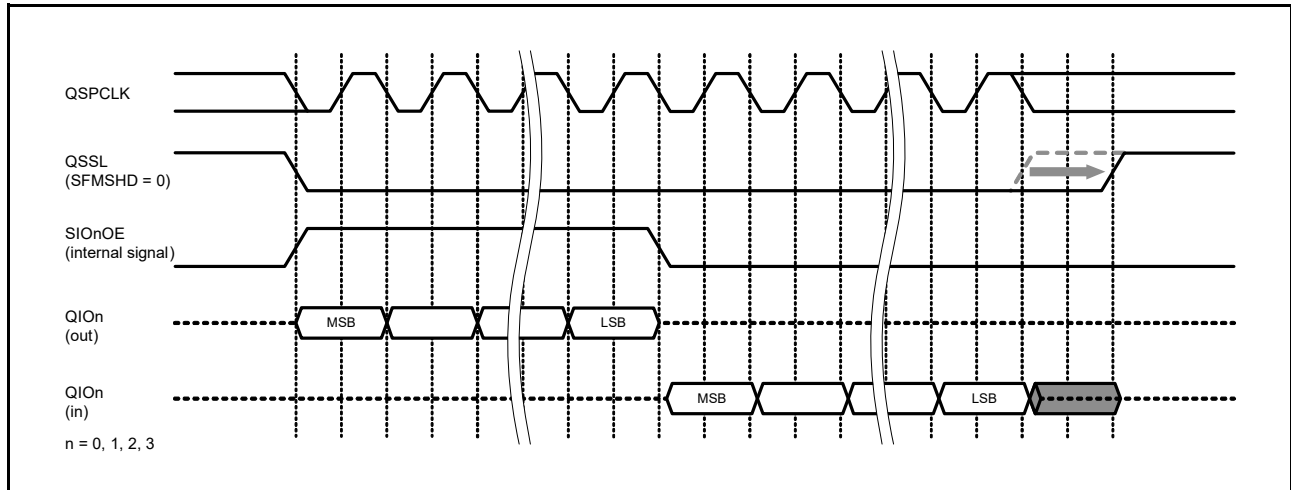 QSPCLK
QSSL
(SFMSHD = 0)
SIOnOE
(internal signal)
QIOn
(out)
MSB
LSB
QIOn
(in)
MSB
LSB
n = 0, 1, 2, 3